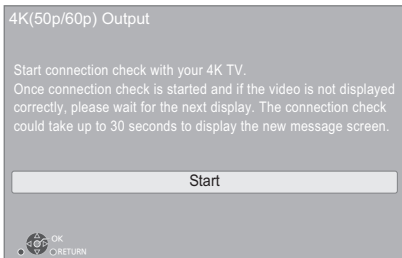 4K(50p/60p) Output
Start connection check with your 4K TV.
Once connection check is started and if the video is not displayed
correctly, please wait for the next display. The connection check
could take up to 30 seconds to display the new message screen.
Start
OK
RETURN